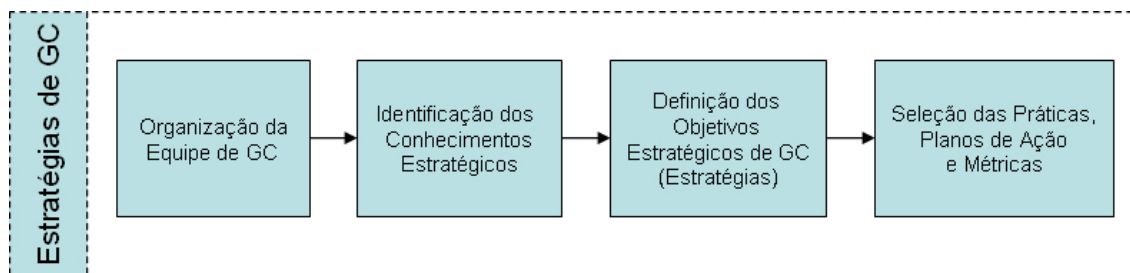 Estratégias de GC
Organização da
Equipe de GC
Identificação dos
Conhecimentos
Estratégicos
Definição dos
Objetivos
Estratégicos de GC
(Estratégias)
Seleção das Práticas,
Planos de Ação
e Métricas